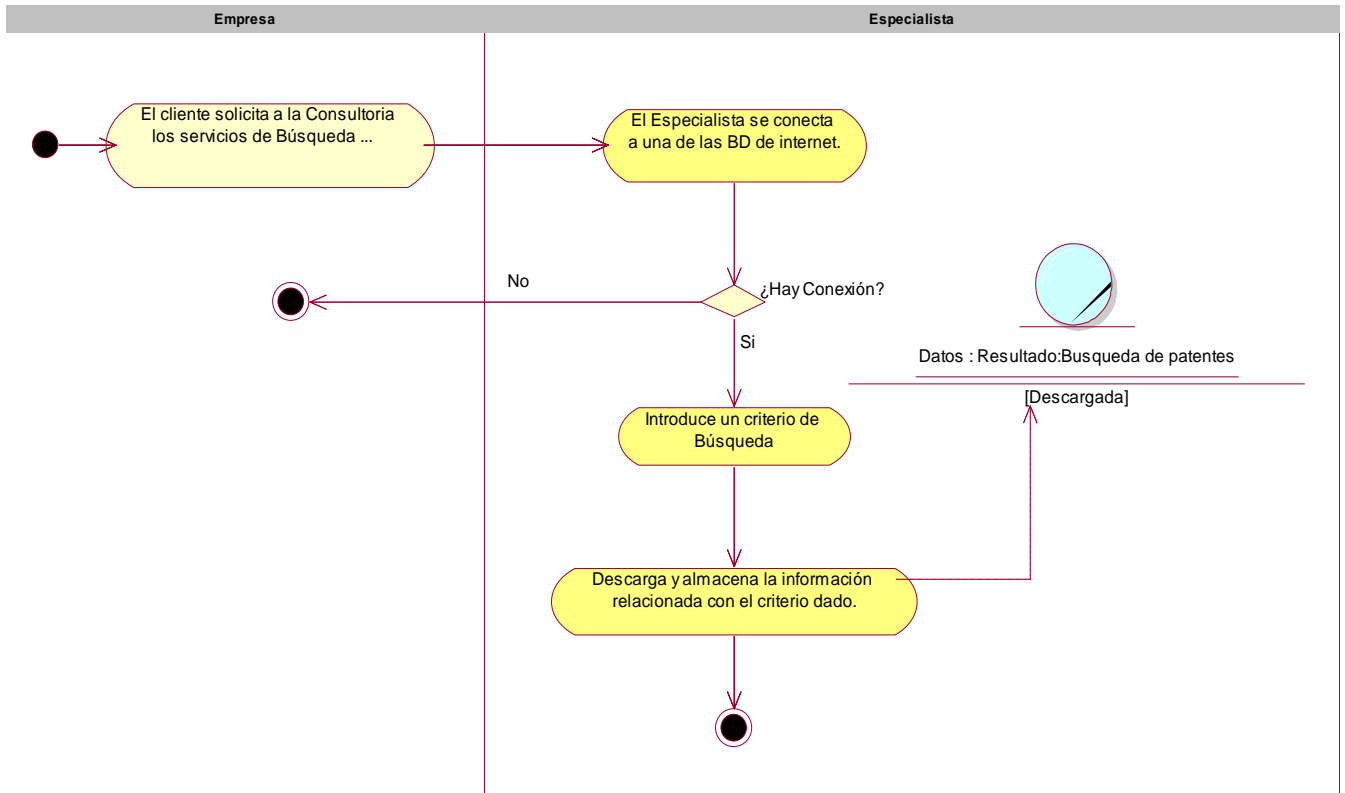 Empresa
Especialista
El cliente solicita a la Consultoria
los servicios de Búsqueda ...
El Especialista se conecta
a una de las BD de internet.
No
¿Hay Conexión?
Si
Datos : Resultado:Busqueda de patentes
[Descargada]
Introduce un criterio de
Búsqueda
Descarga y almacena la información
relacionada con el criterio dado.